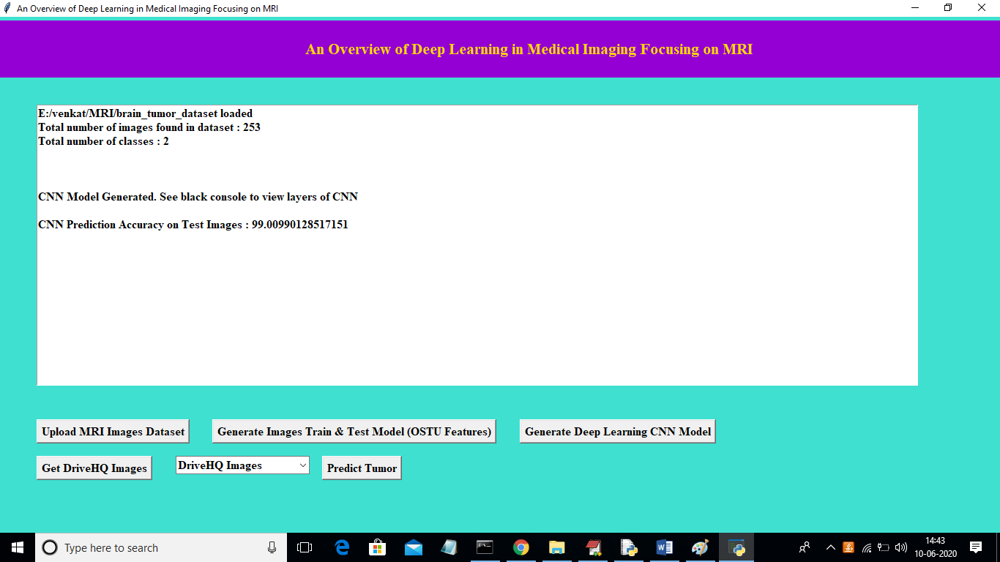 An Overview of Deep Learning in Medical Imaging Focusing on MRI
An Overview of Deep Learning in Medical Imaging Focusing on MRI
E:/venkat/MRI/brain_tumor_dataset loaded
Total number of images found in dataset : 253
Total number of classes : 2
CNN Model Generated. See black console to view layers of CNN
CNN Prediction Accuracy on Test Images : 99.00990128517151
Upload MRI Images Dataset
Generate Images Train & Test Model (OSTU Features)
Generate Deep Learning CNN Model
Get DriveHQ Images
DriveHQ Images
Predict Tumor
Type here to search
14:43
10-06-2020